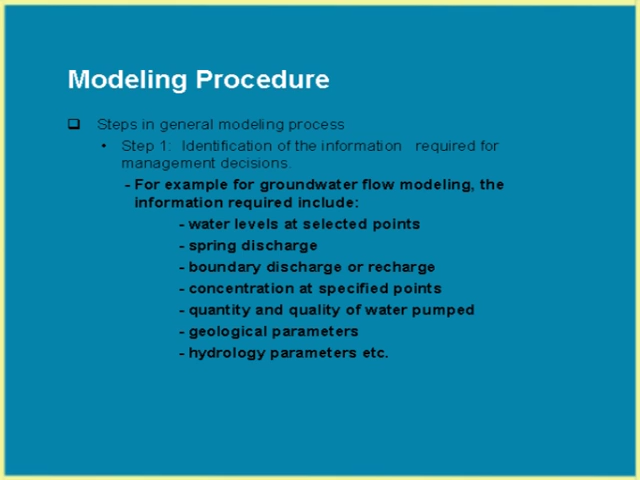 Modeling Procedure
❑ Steps in general modeling process
• Step 1: Identification of the information required for
management decisions.
- For example for groundwater flow modeling, the
information required include:
- water levels at selected points
- spring discharge
- boundary discharge or recharge
- concentration at specified points
- quantity and quality of water pumped
- geological parameters
- hydrology parameters etc.